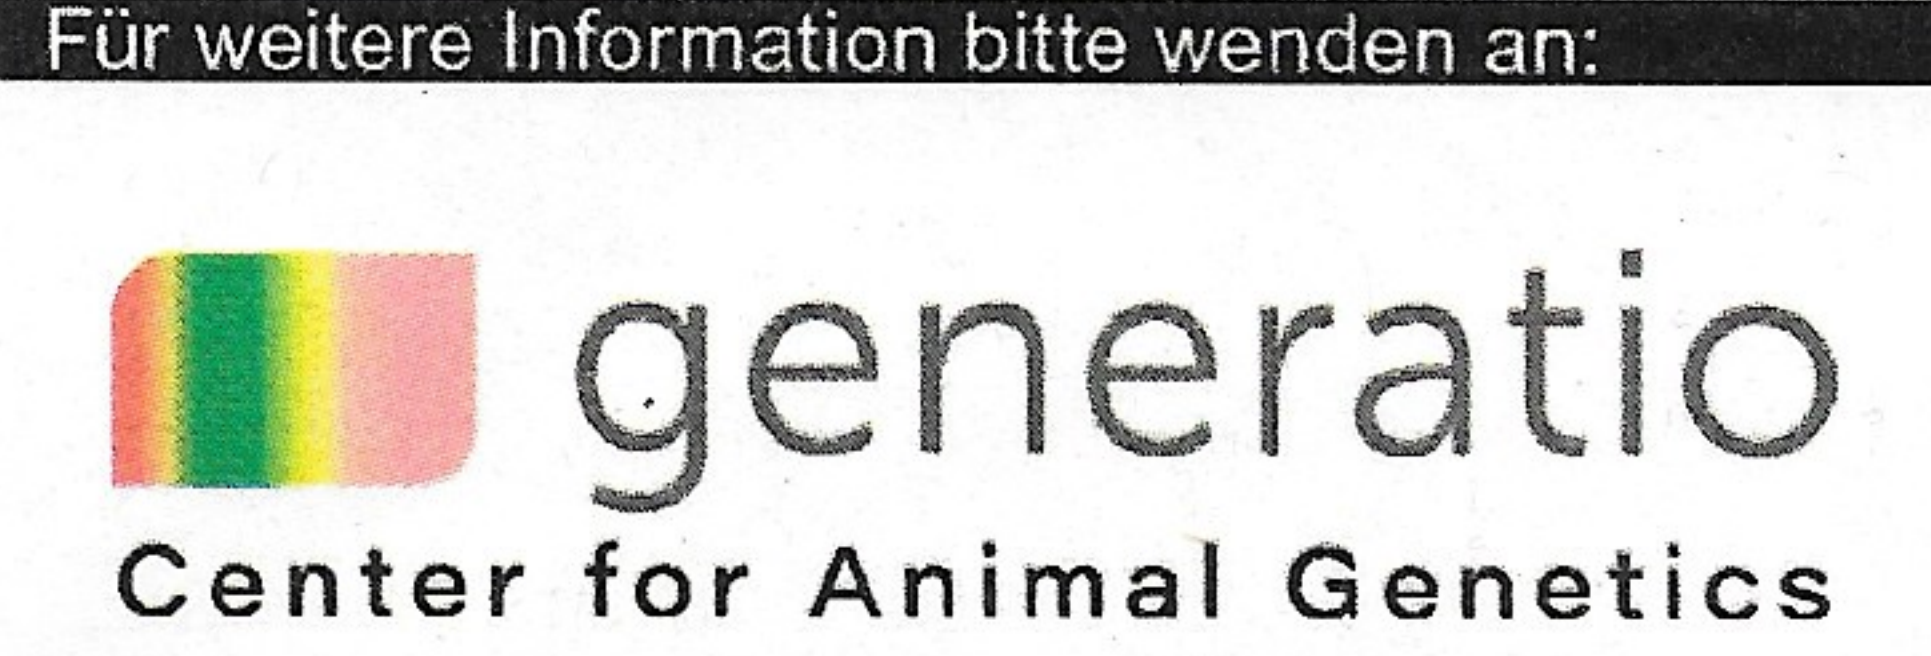 Für weitere Information bitte wenden an:
generatio
Center for Animal Genetics